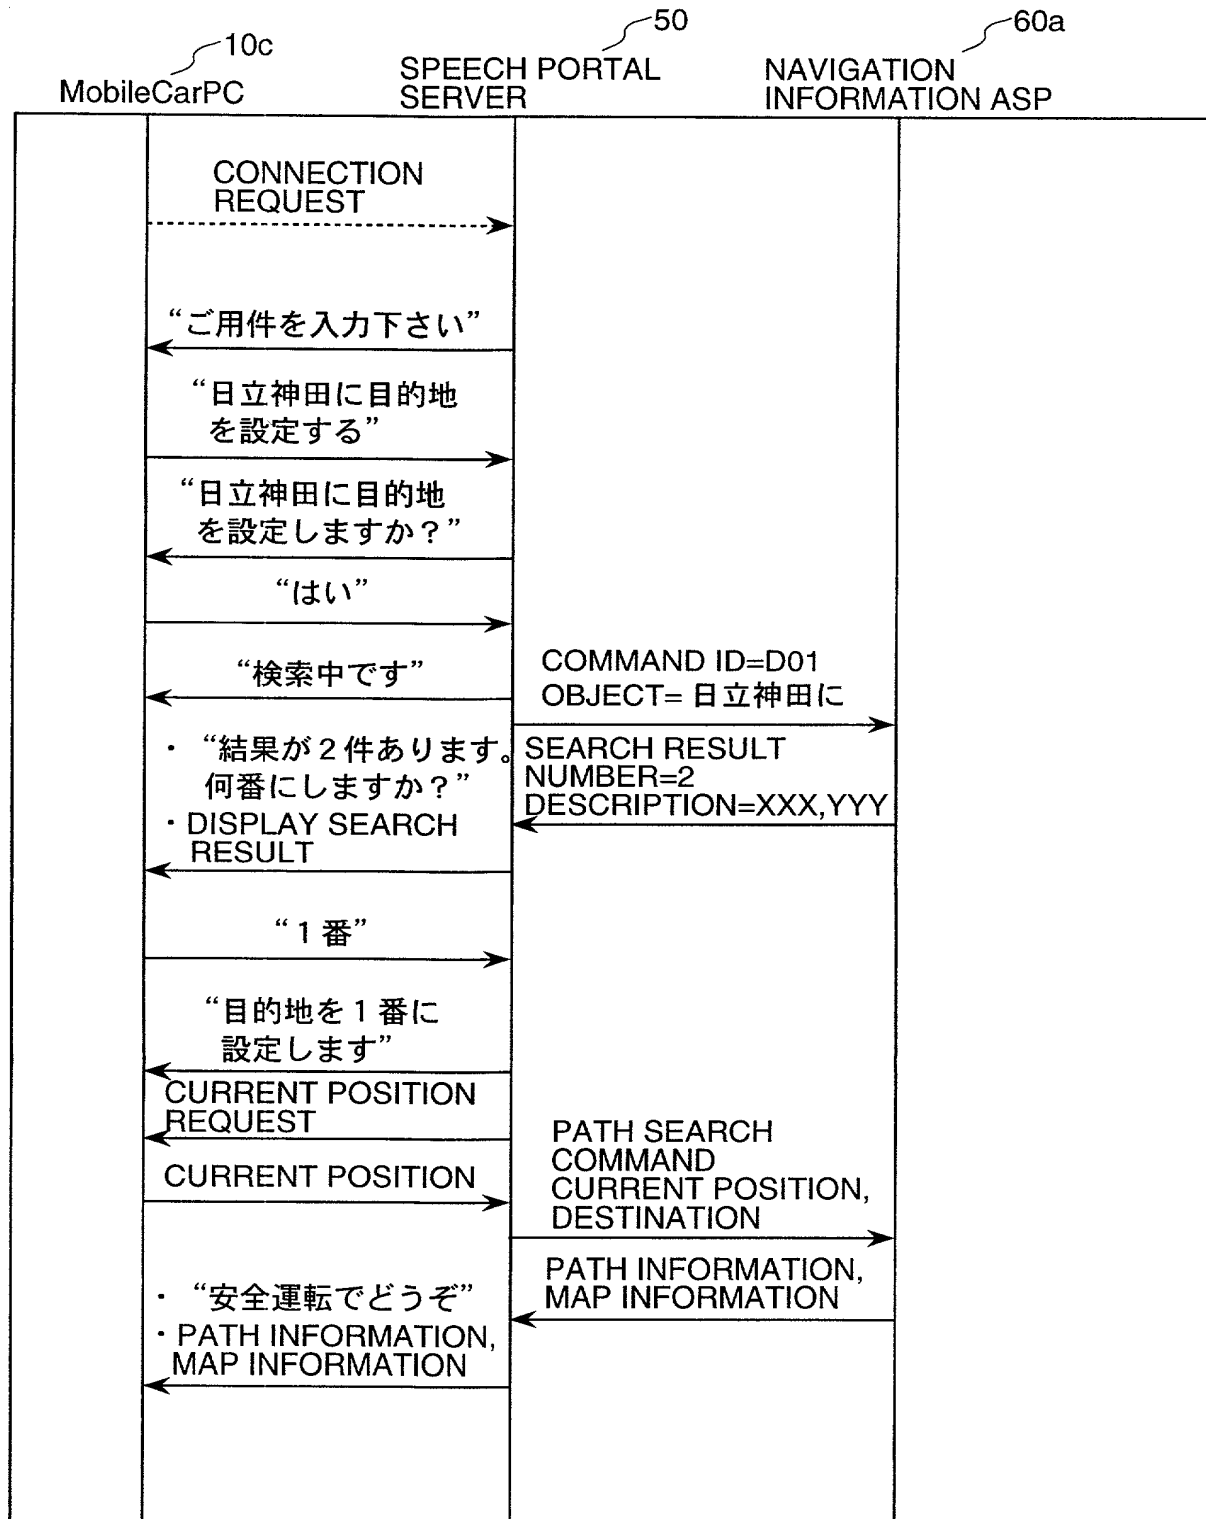 10c
50
60a
MobileCarPC
SPEECH PORTAL
SERVER
NAVIGATION
INFORMATION ASP
CONNECTION
REQUEST
“ご用件を入力下さい”
“日立神田に目的地
を設定する”
“日立神田に目的地
を設定しますか？”
“はい”
“検索中です”
COMMAND ID=D01
OBJECT= 日立神田に
・ “結果が２件あります。
何番にしますか？”
・DISPLAY SEARCH
RESULT
SEARCH RESULT
NUMBER=2
DESCRIPTION=XXX,YYY
“１番”
“目的地を１番に
設定します”
CURRENT POSITION
REQUEST
CURRENT POSITION
PATH SEARCH
COMMAND
CURRENT POSITION,
DESTINATION
PATH INFORMATION,
MAP INFORMATION
・ “安全運転でどうぞ”
・PATH INFORMATION,
MAP INFORMATION